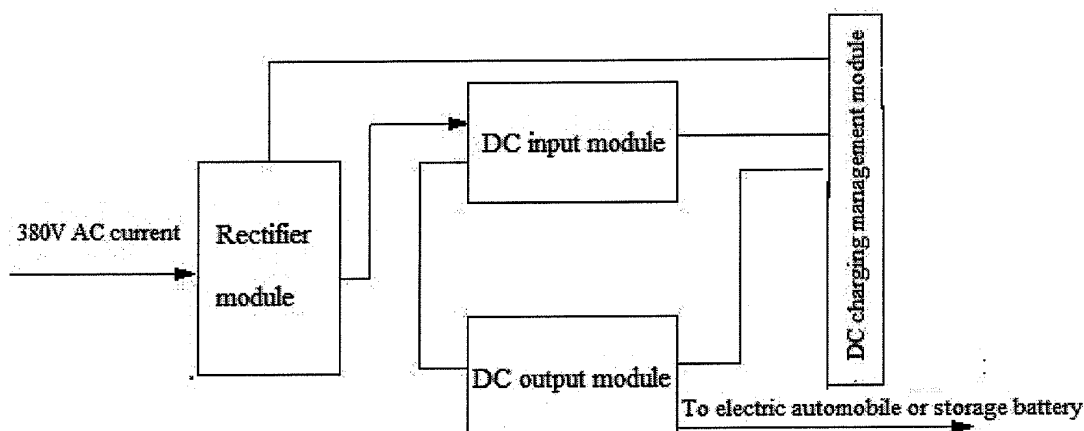 DC charging management module
DC input module
380V AC current
Rectifier
module
DC output module
To electric automobile or storage battery